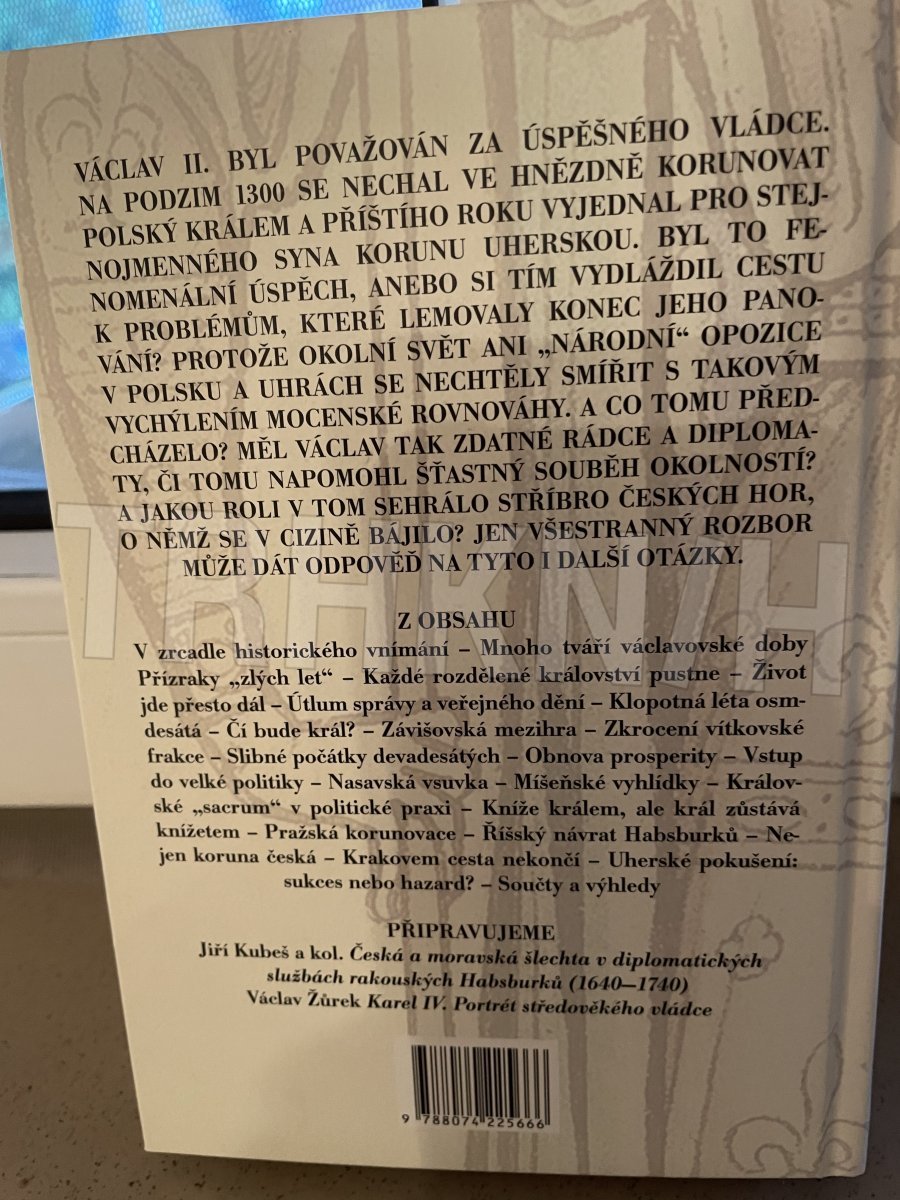 VÁCLAV II. BYL POVAŽOVÁN ZA ÚSPĚŠNÉHO VLÁDCE.
NA PODZIM 1300 SE NECHAL VE HNĚZDNĚ KORUNOVAT
POLSKÝ KRÁLEM A PŘÍŠTÍHO ROKU VYJEDNAL PRO STEJ-
NOJMENNÉHO SYNA KORUNU UHERSKOU. BYL TO FE-
NOMENÁLNÍ ÚSPĚCH, ANEBO SI TÍM VYDLÁŽDIL CESTU
K PROBLÉMŮM, KTERÉ LEMOVALY KONEC JEHO PANO-
VÁNÍ? PROTOŽE OKOLNÍ SVĚT ANI „NÁRODNÍ“ OPOZICE
V POLSKU A UHRÁCH SE NECHTĚLY SMÍŘIT S TAKOVÝM
VYCHÝLENÍM MOCENSKÉ ROVNOVÁHY. A CO TOMU PŘED-
CHÁZELO? MĚL VÁCLAV TAK ZDATNÉ RÁDCE A DIPLOMA-
TY, ČI TOMU NAPOMOHL ŠŤASTNÝ SOUBĚH OKOLNOSTÍ?
A JAKOU ROLI V TOM SEHRÁLO STŘÍBRO ČESKÝCH HOR,
O NĚMŽ SE V CIZINĚ BÁJILO? JEN VŠESTRANNÝ ROZBOR
MŮŽE DÁT ODPOVĚĎ NA TYTO I DALŠÍ OTÁZKY.
Z OBSAHU
V zrcadle historického vnímání – Mnoho tváří václavovské doby
Přízraky „zlých let“ – Každé rozdělené království pustne – Život
jde přesto dál – Útlum správy a veřejného dění – Klopotná léta osm-
desátá – Čí bude král? – Závišovská mezihra – Zkrocení vítkovské
frakce – Slibné počátky devadesátých – Obnova prosperity – Vstup
do velké politiky – Nasavská vsuvka – Míšeňské vyhlídky – Králov-
ské „sacrum“ v politické praxi – Kníže králem, ale král zůstává
knížetem – Pražská korunovace – Říšský návrat Habsburků – Ne-
jen koruna česká – Krakovem cesta nekončí – Uherské pokušení:
sukces nebo hazard? – Součty a výhledy
PŘIPRAVUJEME
Jiří Kubeš a kol. Česká a moravská šlechta v diplomatických
službách rakouských Habsburků (1640—1740)
Václav Žůrek Karel IV. Portrét středověkého vládce
9 788074 225666